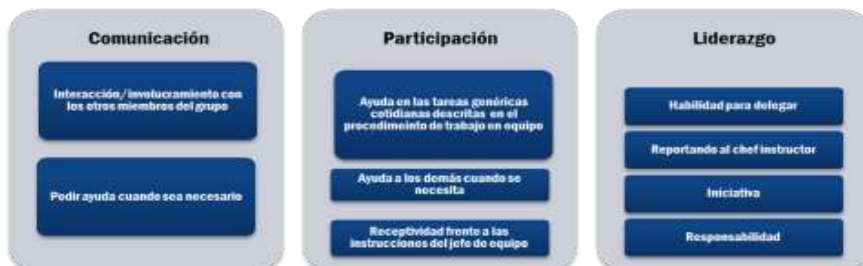 Comunicación
Interacción/involucramiento con
los otros miembros del grupo
Pedir ayuda cuando sea necesario
Participación
Ayuda en las tareas genéricas
cotidianas descritas en el
procedimeinto de trabajo en equipo
Ayuda a los demás cuando se
necesita
Receptividad frente a las
instrucciones del jefe de equipo
Liderazgo
Habilidad para delegar
Reportando al chef instructor
Iniciativa
Responsabilidad